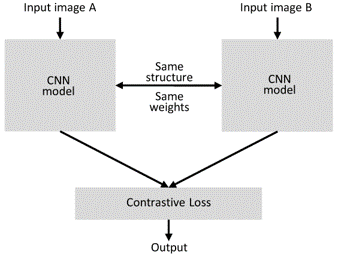 Input image A
Input image B
CNN
model
Same
structure
Same
weights
CNN
model
Contrastive Loss
Output